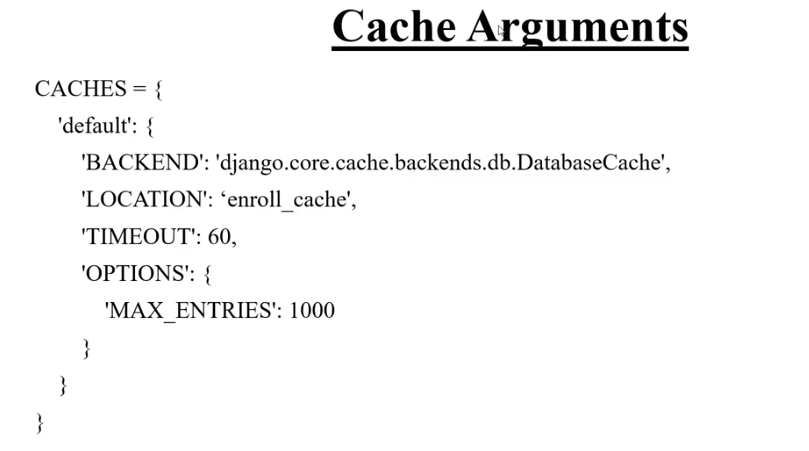 Cache Arguments
CACHES = {
'default': {
'BACKEND': 'django.core.cache.backends.db.DatabaseCache',
'LOCATION': ‘enroll_cache',
'TIMEOUT': 60,
'OPTIONS': {
'MAX_ENTRIES': 1000
}
}
}